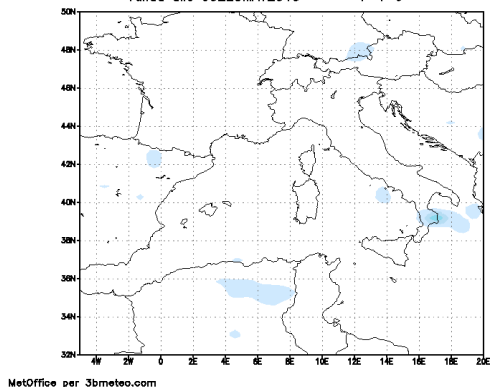 50N
48N
46N
44N
42N
40N
38N
36N
34N
32N
4W 2W 0 2E 4E 6E 8E 10E 12E 14E 16E 18E 20E
MetOffice per 3bmeteo.com